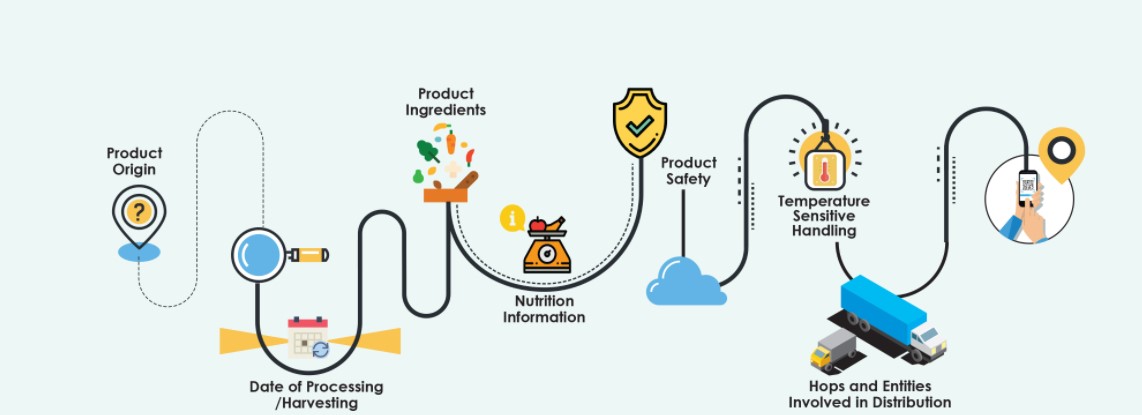 Product
Origin
?
Date of Processing
/Harvesting
Product
Ingredients
i
Nutrition
Information
Product
Safety
Temperature
Sensitive
Handling
Hops and Entities
Involved in Distribution